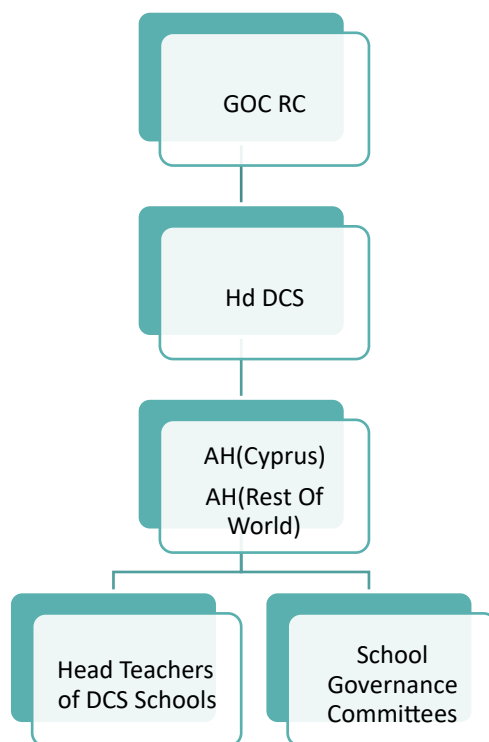 GOC RC
Hd DCS
AH(Cyprus)
AH(Rest Of
World)
Head Teachers
of DCS Schools
School
Governance
Committees